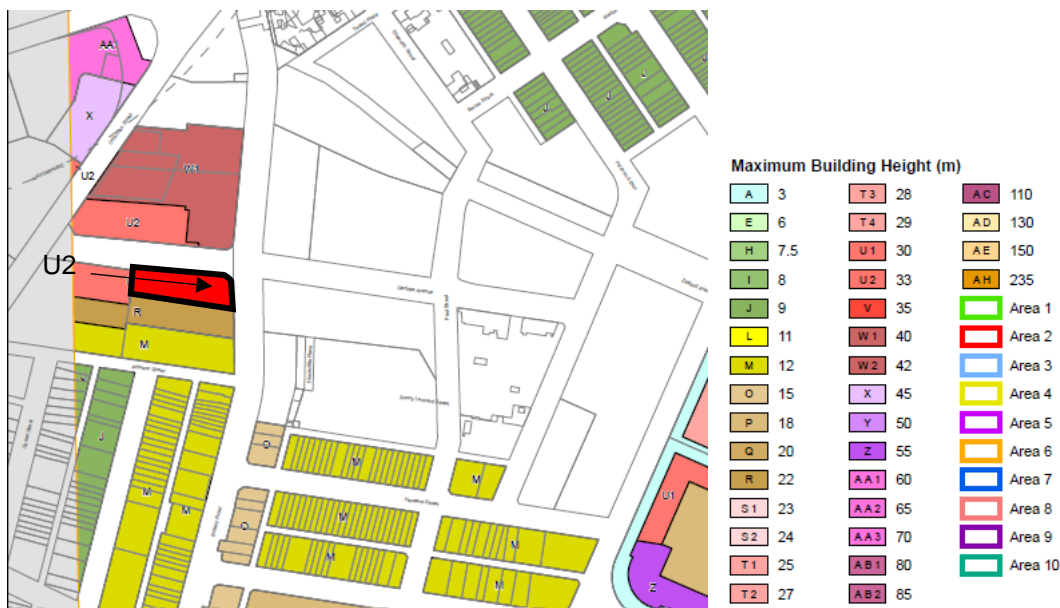 AA1
X
U2
W1
U2
U2
R
M
J
M
M
O
M
M
O
M
M
M
M
J
J
J
J
U1
Z
Maximum Building Height (m)
A 3
E 6
H 7.5
I 8
J 9
L 11
M 12
O 15
P 18
Q 20
R 22
S1 23
S2 24
T1 25
T2 27
T3 28
T4 29
U1 30
U2 33
V 35
W1 40
W2 42
X 45
Y 50
Z 55
AA1 60
AA2 65
AA3 70
AB1 80
AB2 85
AC 110
AD 130
AE 150
AH 235
Area 1
Area 2
Area 3
Area 4
Area 5
Area 6
Area 7
Area 8
Area 9
Area 10